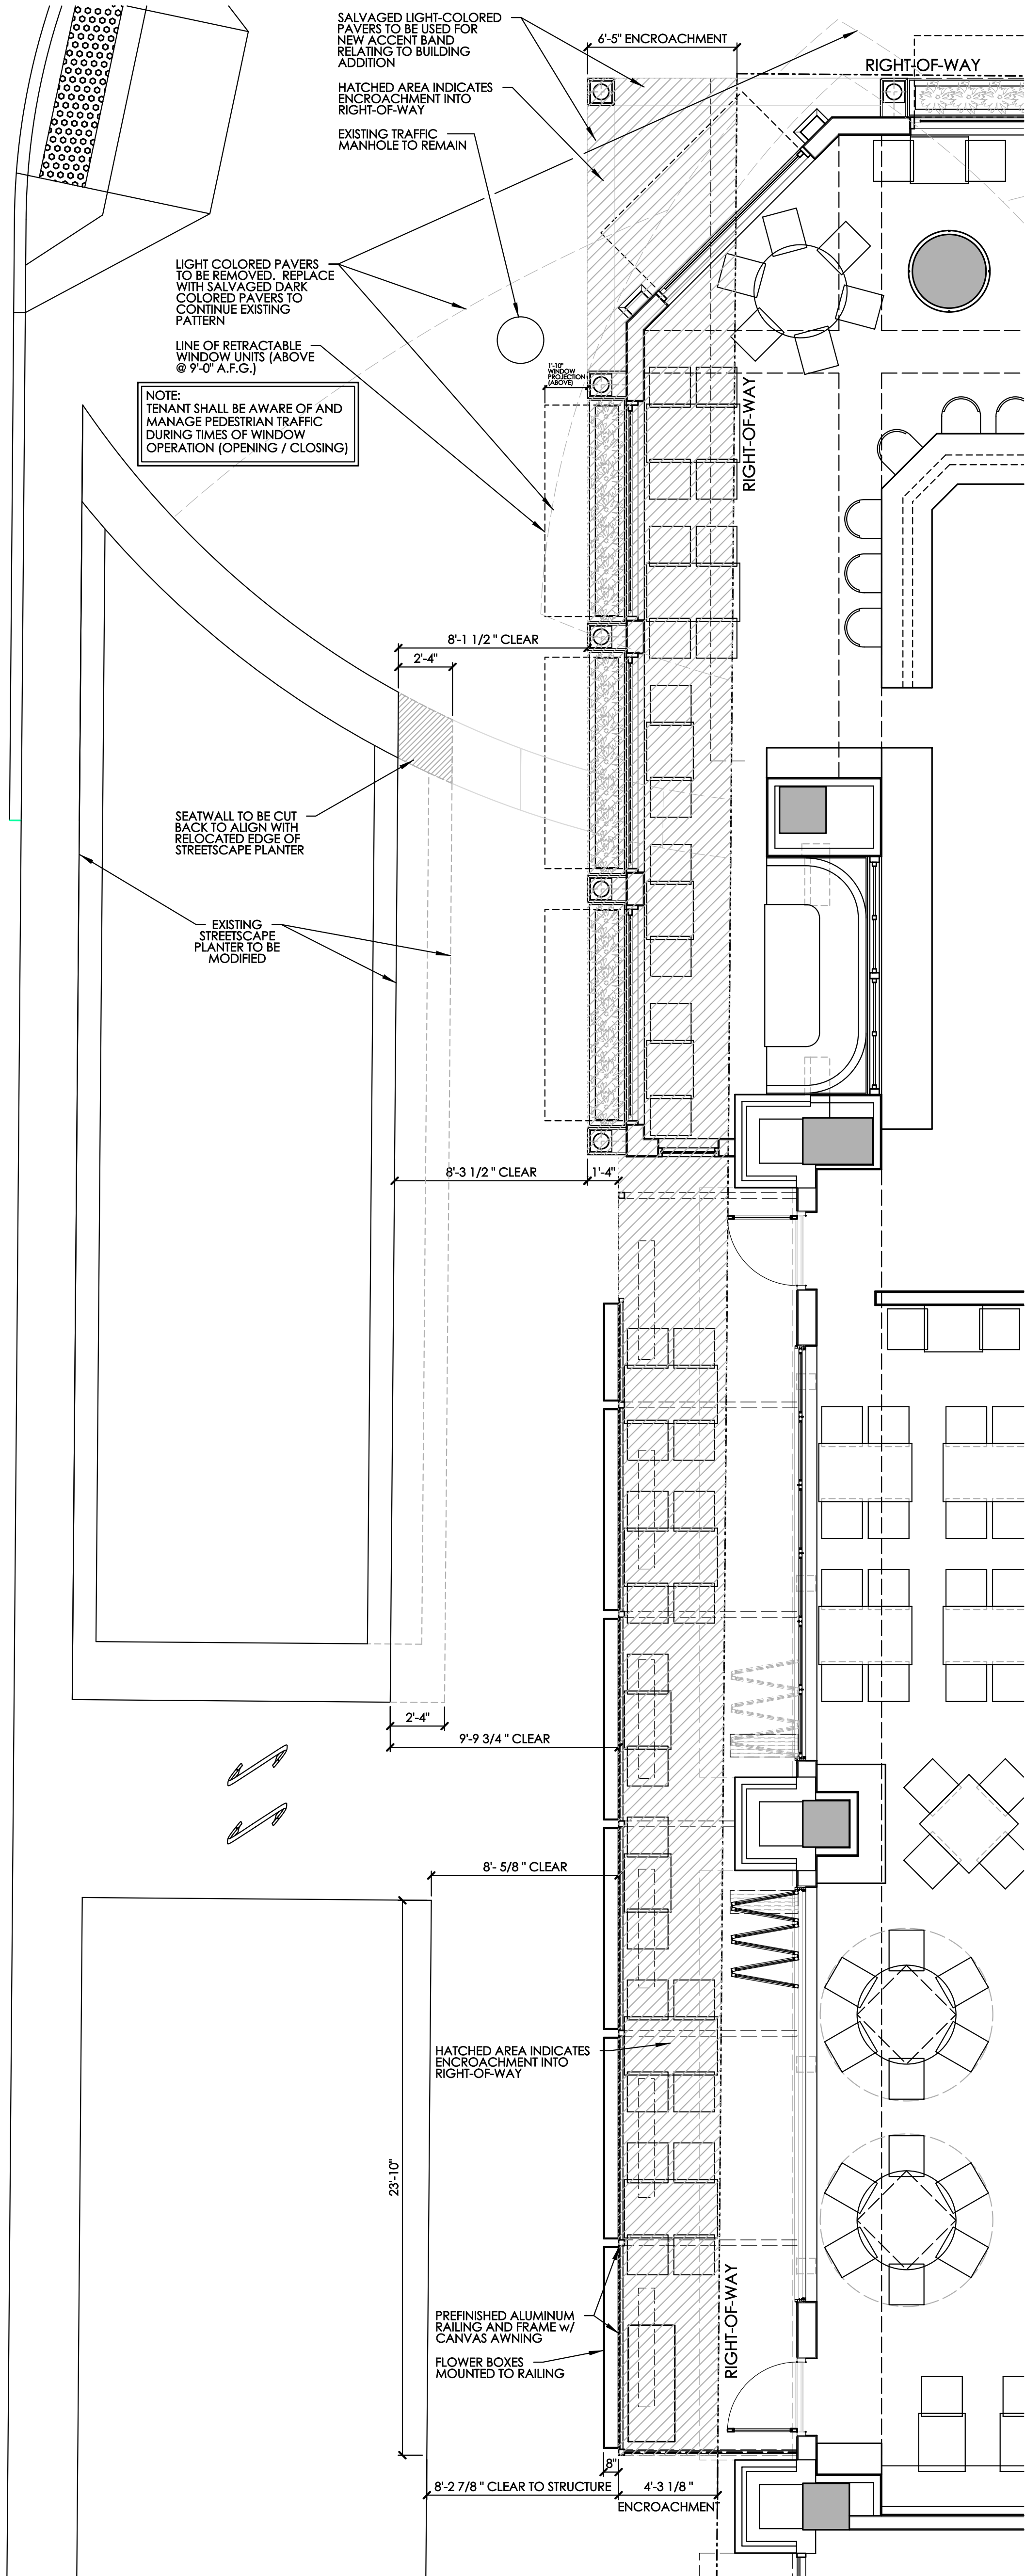 SALVAGED LIGHT-COLORED
PAVERS TO BE USED FOR
NEW ACCENT BAND
RELATING TO BUILDING
ADDITION
6'-5" ENCROACHMENT
RIGHT-OF-WAY
HATCHED AREA INDICATES
ENCROACHMENT INTO
RIGHT-OF-WAY
EXISTING TRAFFIC
MANHOLE TO REMAIN
LIGHT COLORED PAVERS
TO BE REMOVED. REPLACE
WITH SALVAGED DARK
COLORED PAVERS TO
CONTINUE EXISTING
PATTERN
LINE OF RETRACTABLE
WINDOW UNITS (ABOVE
@ 9'-0" A.F.G.)
1'-10"
WINDOW
PROJECTION
(ABOVE)
NOTE:
TENANT SHALL BE AWARE OF AND
MANAGE PEDESTRIAN TRAFFIC
DURING TIMES OF WINDOW
OPERATION (OPENING / CLOSING)
RIGHT-OF-WAY
8'-1 1/2 " CLEAR
2'-4"
SEATWALL TO BE CUT
BACK TO ALIGN WITH
RELOCATED EDGE OF
STREETSCAPE PLANTER
EXISTING
STREETSCAPE
PLANTER TO BE
MODIFIED
8'-3 1/2 " CLEAR
1'-4"
2'-4"
9'-9 3/4 " CLEAR
8'- 5/8 " CLEAR
HATCHED AREA INDICATES
ENCROACHMENT INTO
RIGHT-OF-WAY
23'-10"
RIGHT-OF-WAY
PREFINISHED ALUMINUM
RAILING AND FRAME w/
CANVAS AWNING
FLOWER BOXES
MOUNTED TO RAILING
8"
8'-2 7/8 " CLEAR TO STRUCTURE
4'-3 1/8 "
ENCROACHMENT